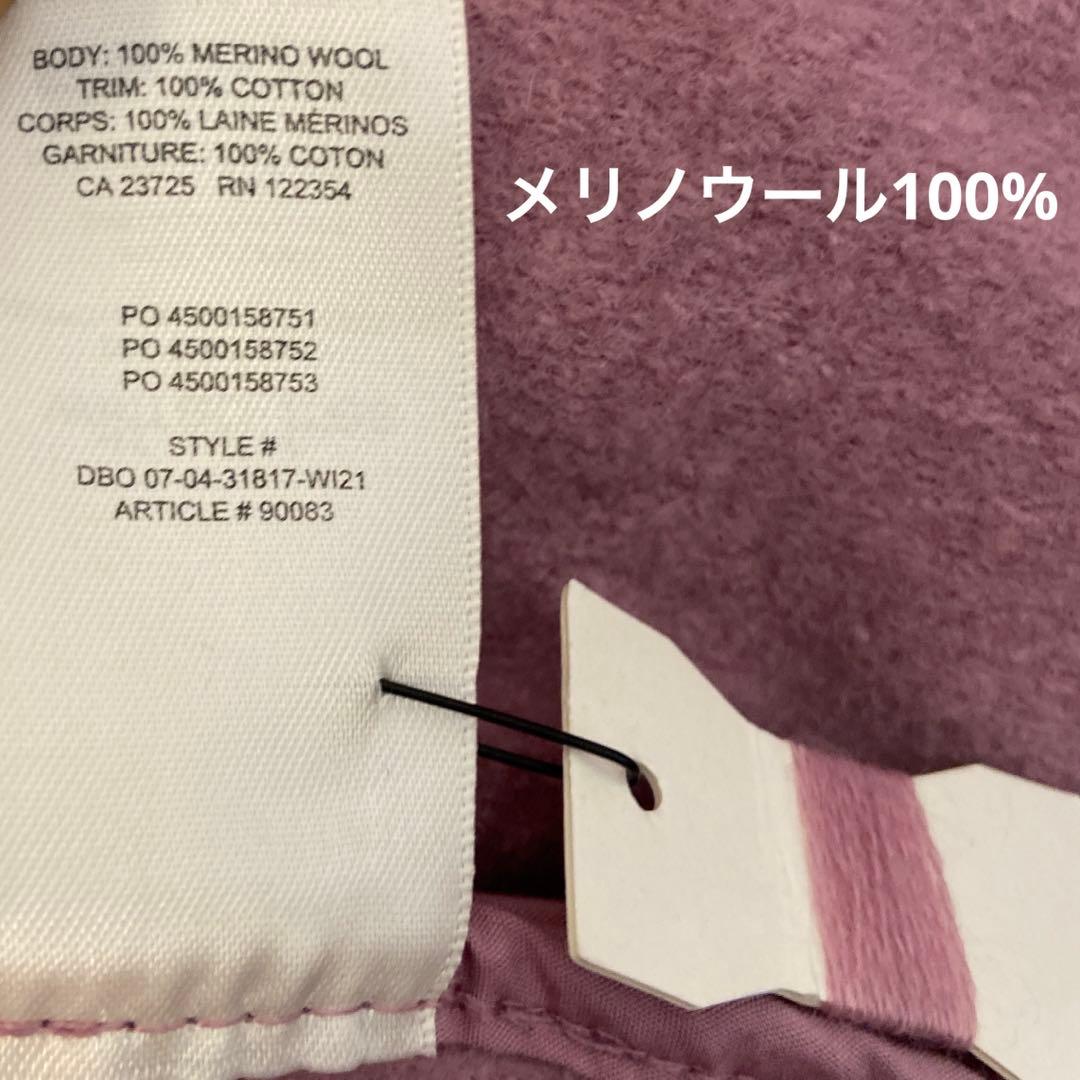 BODY: 100% MERINO WOOL
TRIM: 100% COTTON
CORPS: 100% LAINE MÉRINOS
GARNITURE: 100% COTON
CA 23725 RN 122354
メリノウール100%
PO 4500158751
PO 4500158752
PO 4500158753
STYLE #
DBO 07-04-31817-WI21
ARTICLE # 90083